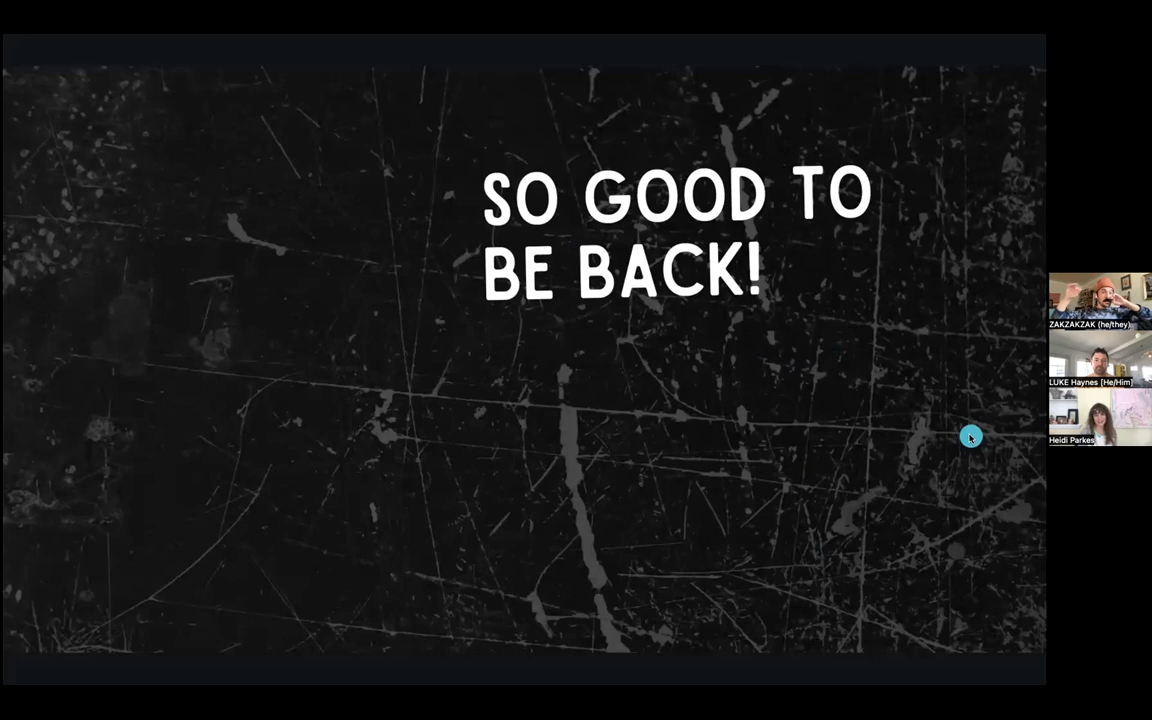 SO GOOD TO
BE BACK!
ZAKZAKZAK (he/they)
LUKE Haynes [He/Him]
Heidi Parkes